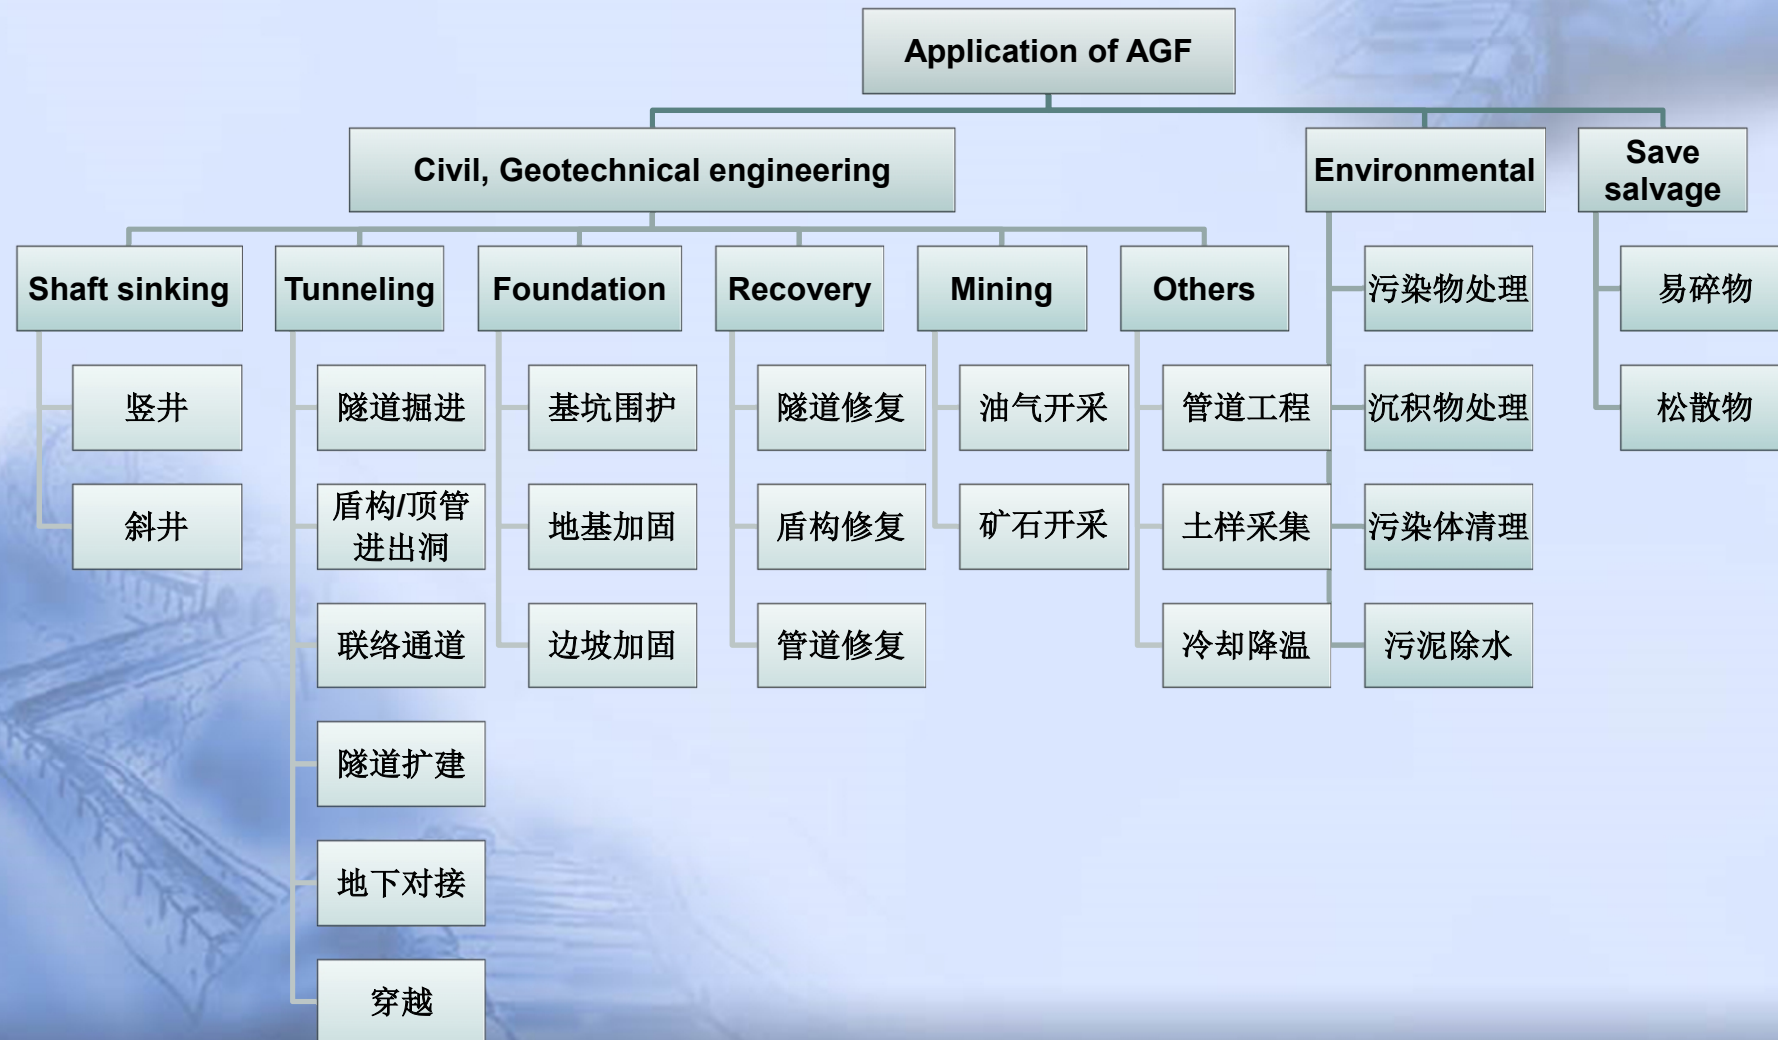 Application of AGF
Civil, Geotechnical engineering
Environmental
Save
salvage
Shaft sinking
Tunneling
Foundation
Recovery
Mining
Others
污染物处理
易碎物
竖井
隧道掘进
基坑围护
隧道修复
油气开采
管道工程
沉积物处理
松散物
斜井
盾构/顶管
进出洞
地基加固
盾构修复
矿石开采
土样采集
污染体清理
联络通道
边坡加固
管道修复
冷却降温
污泥除水
隧道扩建
地下对接
穿越